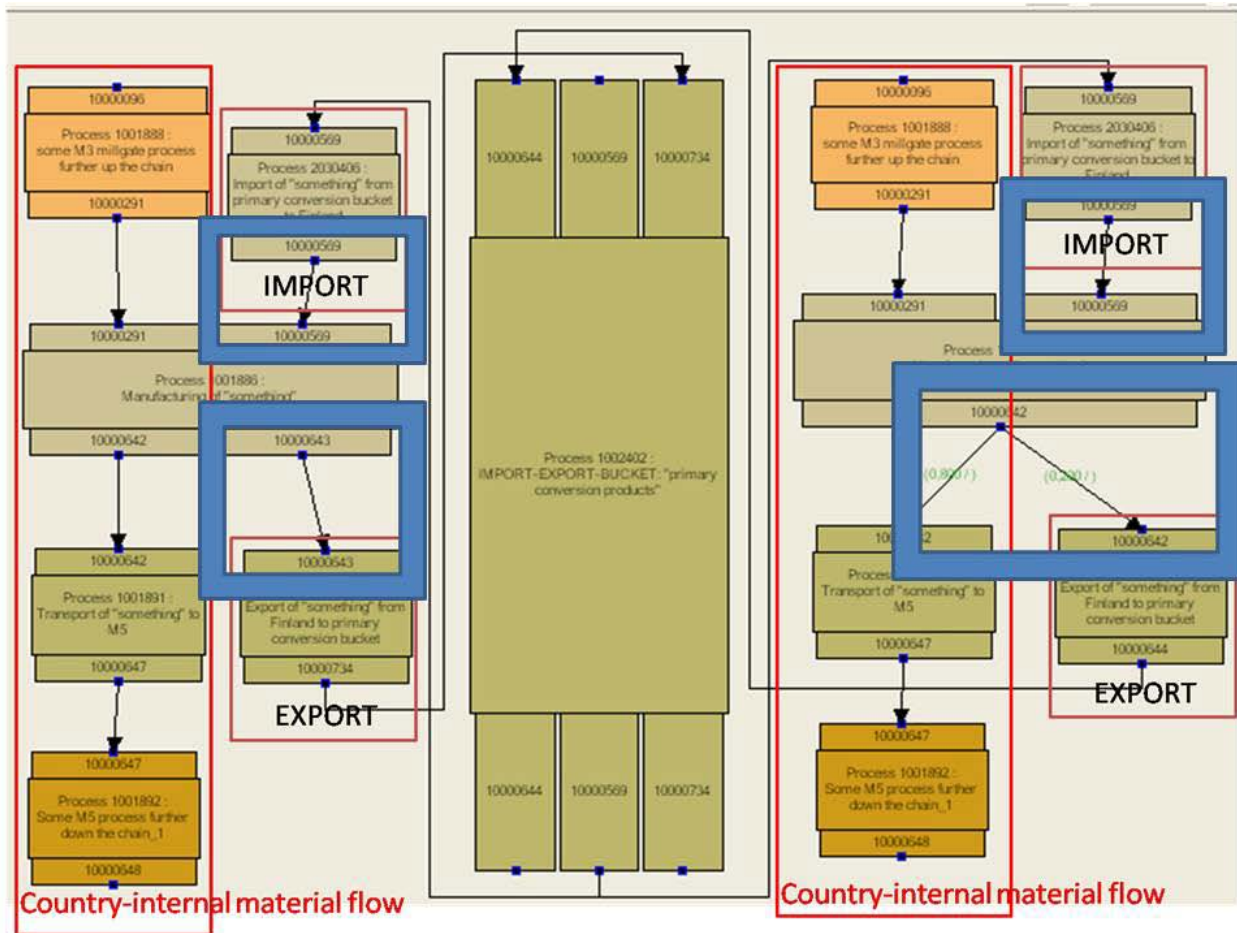 10000096
Process 1001888 :
some M3 millgate process
further up the chain
10000291
10000569
Process 2030406 :
Import of "something" from
primary conversion bucket
to Finland
10000569
IMPORT
10000291
10000569
Process 1001886 :
Manufacturing of "something"
10000642
10000643
10000642
Process 1001891 :
Transport of "something" to
M5
10000647
10000643
Export of "something" from
Finland to primary
conversion bucket
10000734
EXPORT
10000647
Process 1001892 :
Some M5 process further
down the chain_1
10000648
Country-internal material flow
10000644
10000569
10000734
Process 1002402 :
IMPORT-EXPORT-BUCKET: "primary
conversion products"
10000644
10000569
10000734
10000096
Process 1001888 :
some M3 millgate process
further up the chain
10000291
10000569
Process 2030406 :
Import of "something" from
primary conversion bucket to
Finland
10000569
IMPORT
10000291
10000569
Process
10000642
(0,800 / )
(0,200 / )
Transport of "something" to
M5
10000647
10000642
Export of "something" from
Finland to primary
conversion bucket
10000644
EXPORT
10000647
Process 1001892 :
Some M5 process further
down the chain_1
10000648
Country-internal material flow